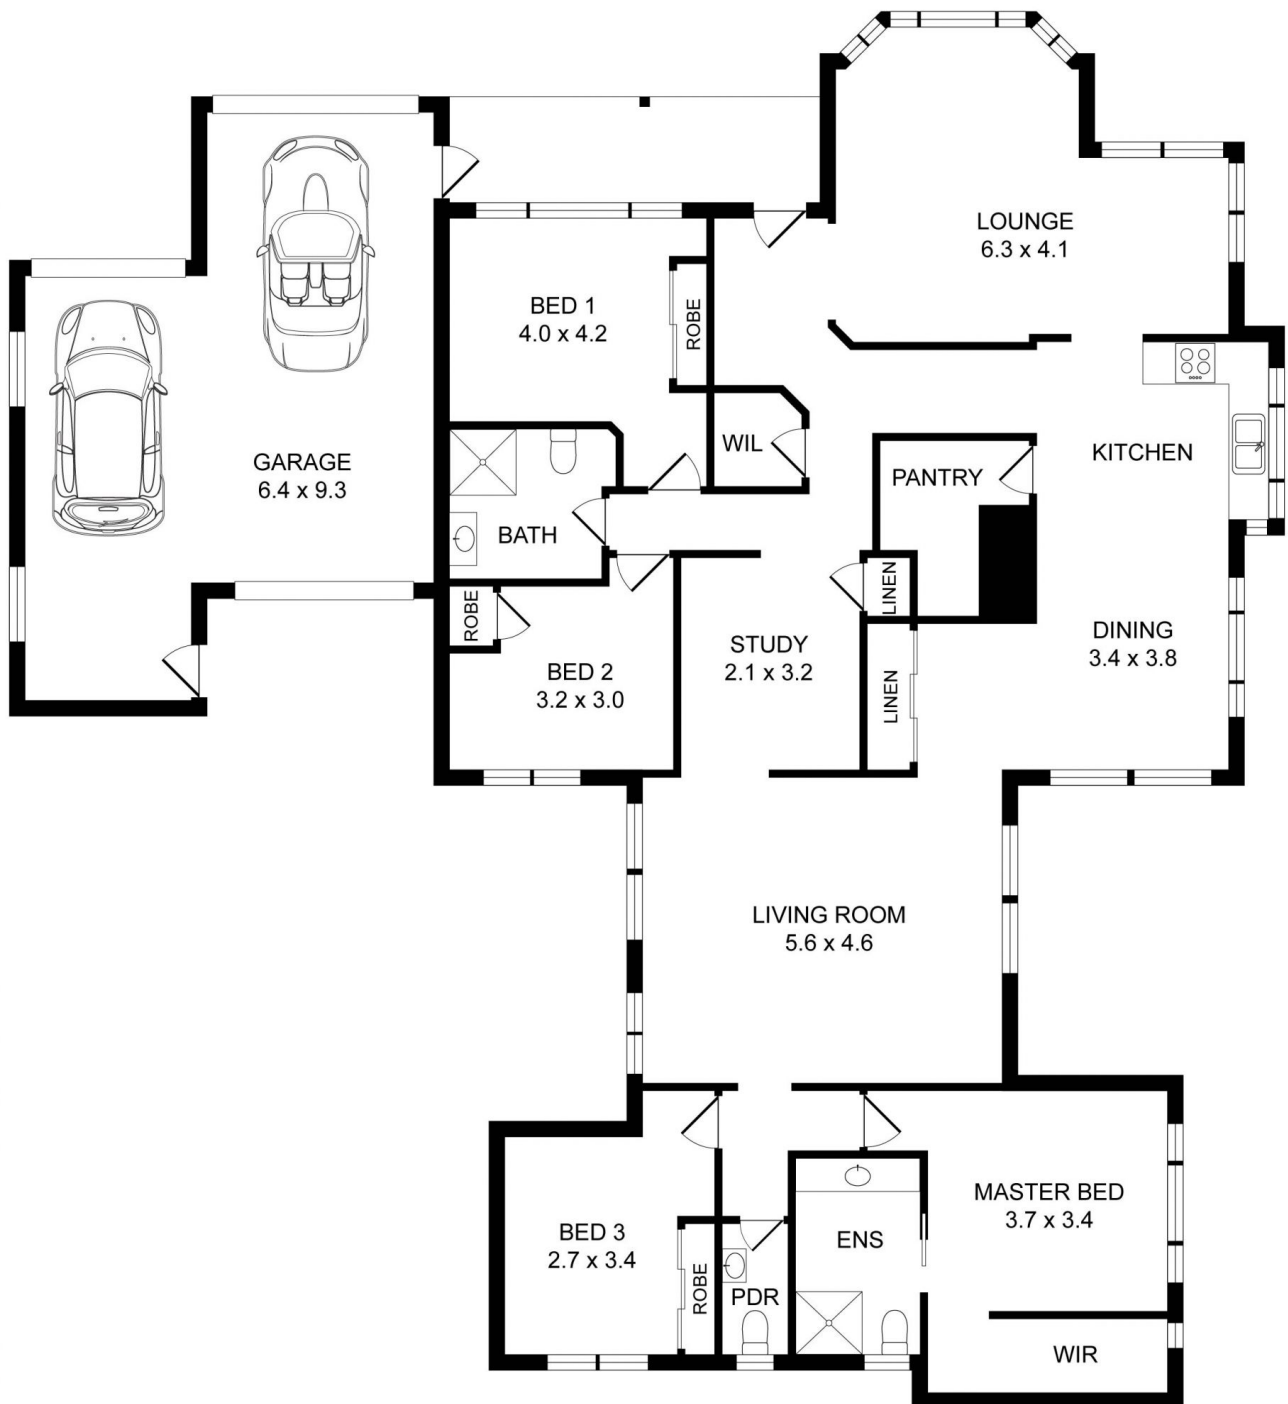 LOUNGE
6.3 x 4.1
BED 1
4.0 x 4.2
ROBE
WIL
KITCHEN
PANTRY
GARAGE
6.4 x 9.3
BATH
LINEN
ROBE
STUDY
2.1 x 3.2
DINING
3.4 x 3.8
BED 2
3.2 x 3.0
LINEN
LIVING ROOM
5.6 x 4.6
MASTER BED
3.7 x 3.4
BED 3
2.7 x 3.4
ENS
ROBE
PDR
WIR